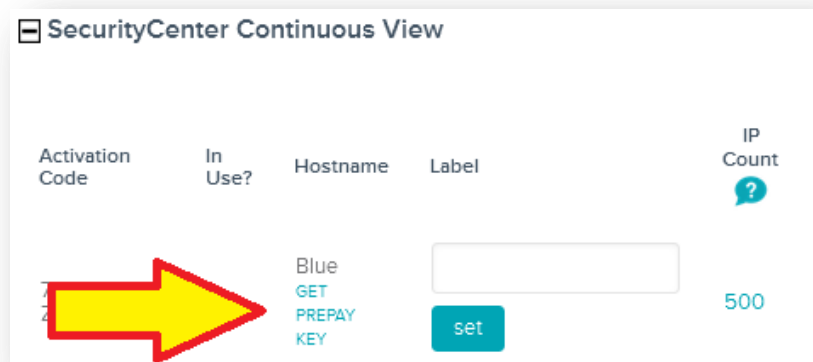 SecurityCenter Continuous View
Activation
Code
In
Use?
Hostname
Label
IP
Count
?
Blue
GET
PREPAY
KEY
set
500